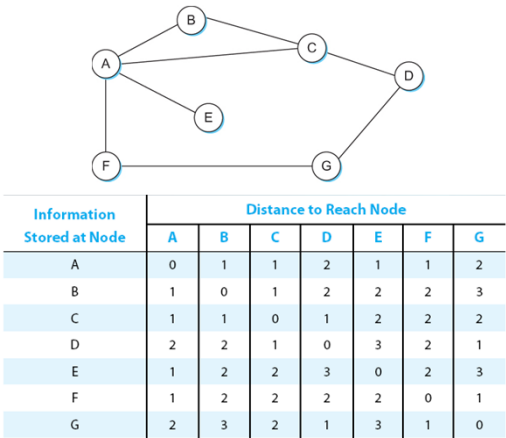 B
C
A
D
E
F
G
Information
Stored at Node
Distance to Reach Node
A B C D E F G
A 0 1 1 2 1 1 2
B 1 0 1 2 2 2 3
C 1 1 0 1 2 2 2
D 2 2 1 0 3 2 1
E 1 2 2 3 0 2 3
F 1 2 2 2 2 0 1
G 2 3 2 1 3 1 0